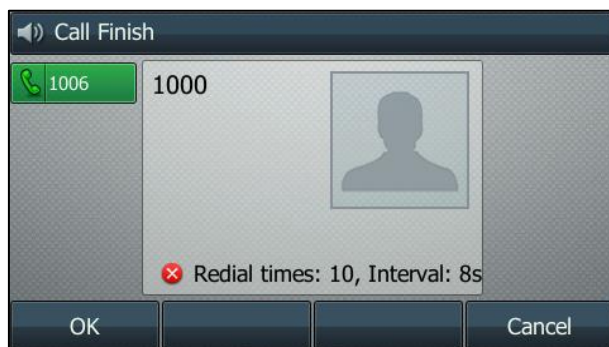 Call Finish
1006
1000
Redial times: 10, Interval: 8s
OK
Cancel